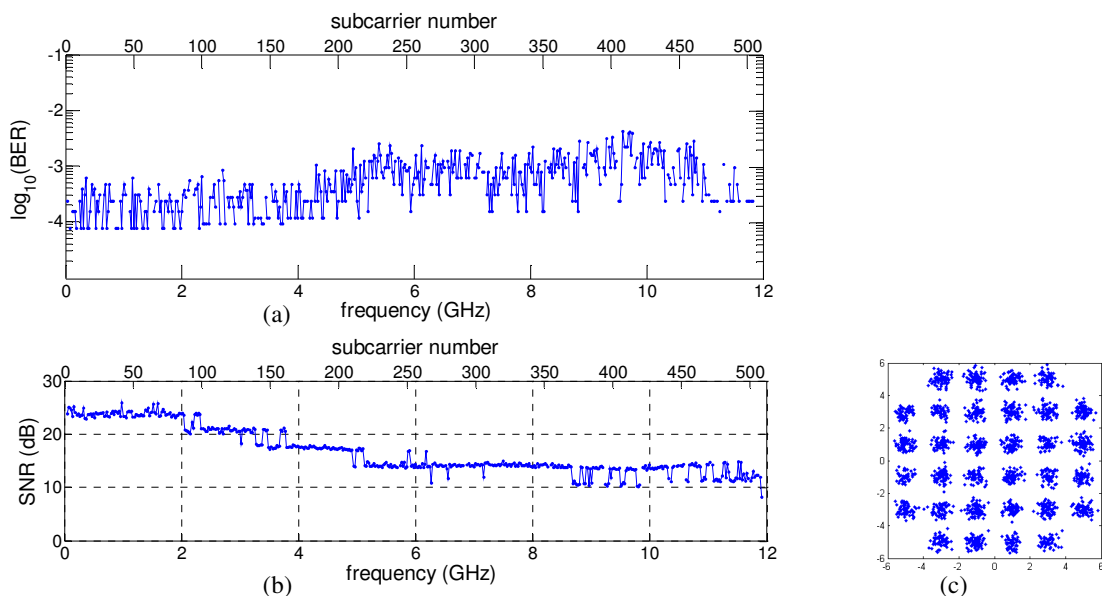 subcarrier number
0 50 100 150 200 250 300 350 400 450 500
-1
-2
-3
-4
log10(BER)
0 2 4 6 8 10 12
(a) frequency (GHz)
subcarrier number
0 50 100 150 200 250 300 350 400 450 500
30
20
10
0
SNR (dB)
0 2 4 6 8 10 12
(b) frequency (GHz)
6
4
2
0
-2
-4
-6
-6 -4 -2 0 2 4 6
(c)